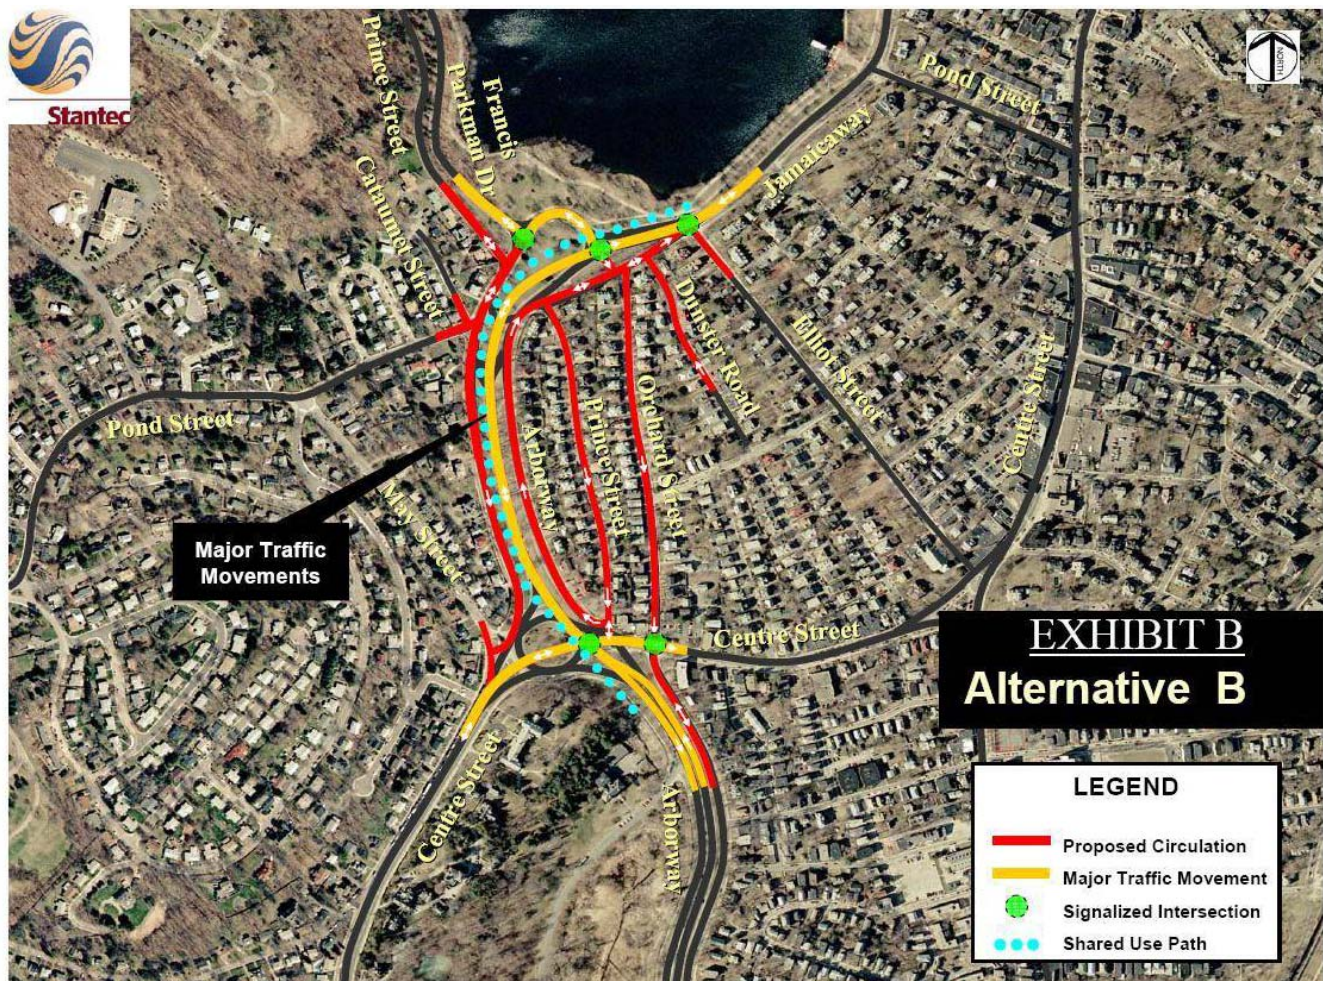 Stantec
NORTH
Prince Street
Francis
Parkman Dr
Jamaicaway
Pond Street
Cataumet Street
Pond Street
May Street
Arborway
Prince Street
Orchard Street
Dunster Road
Elliot Street
Centre Street
Major Traffic
Movements
Centre Street
Centre Street
Arborway
EXHIBIT B
Alternative B
LEGEND
Proposed Circulation
Major Traffic Movement
Signalized Intersection
Shared Use Path